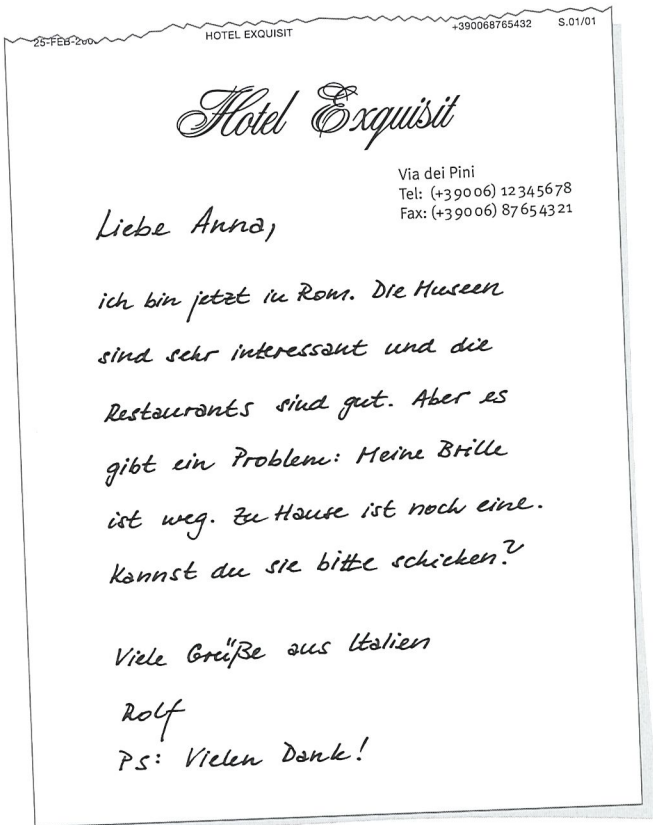 25-FEB-200
HOTEL EXQUISIT
+390068765432
S.01/01
Hotel Exquisit
Via dei Pini
Tel: (+39006) 12345678
Fax: (+39006) 87654321
Liebe Anna,
ich bin jetzt in Rom. Die Museen
sind sehr interessant und die
Restaurants sind gut. Aber es
gibt ein Problem: Meine Brille
ist weg. Zu Hause ist noch eine.
Kannst du sie bitte schicken?
Viele Grüße aus Italien
Rolf
PS: Vielen Dank!